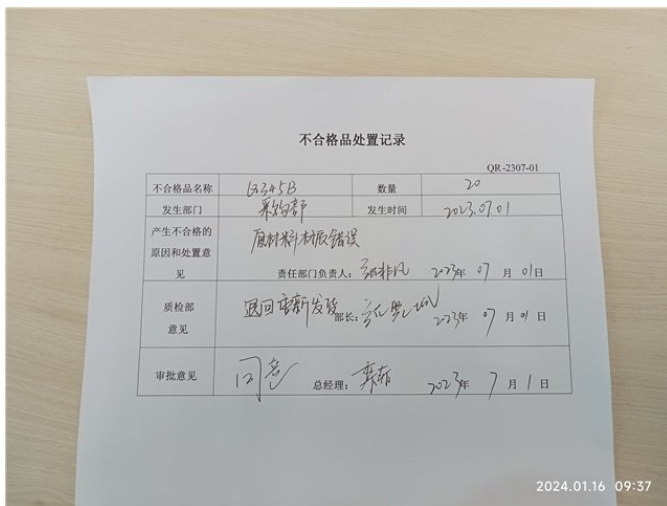 不合格品处置记录
QR-2307-01
不合格品名称 Q345B 数量 20
发生部门 采购部 发生时间 2023.07.01
产生不合格的
原因和处置意
见
原材料材质错误
责任部门负责人： 2023年 07 月 01日
质检部
意见
退回重新发货 部长： 2023年 07 月 01 日
审批意见 同意 总经理： 2023年 7 月 1 日
2024.01.16 09:37